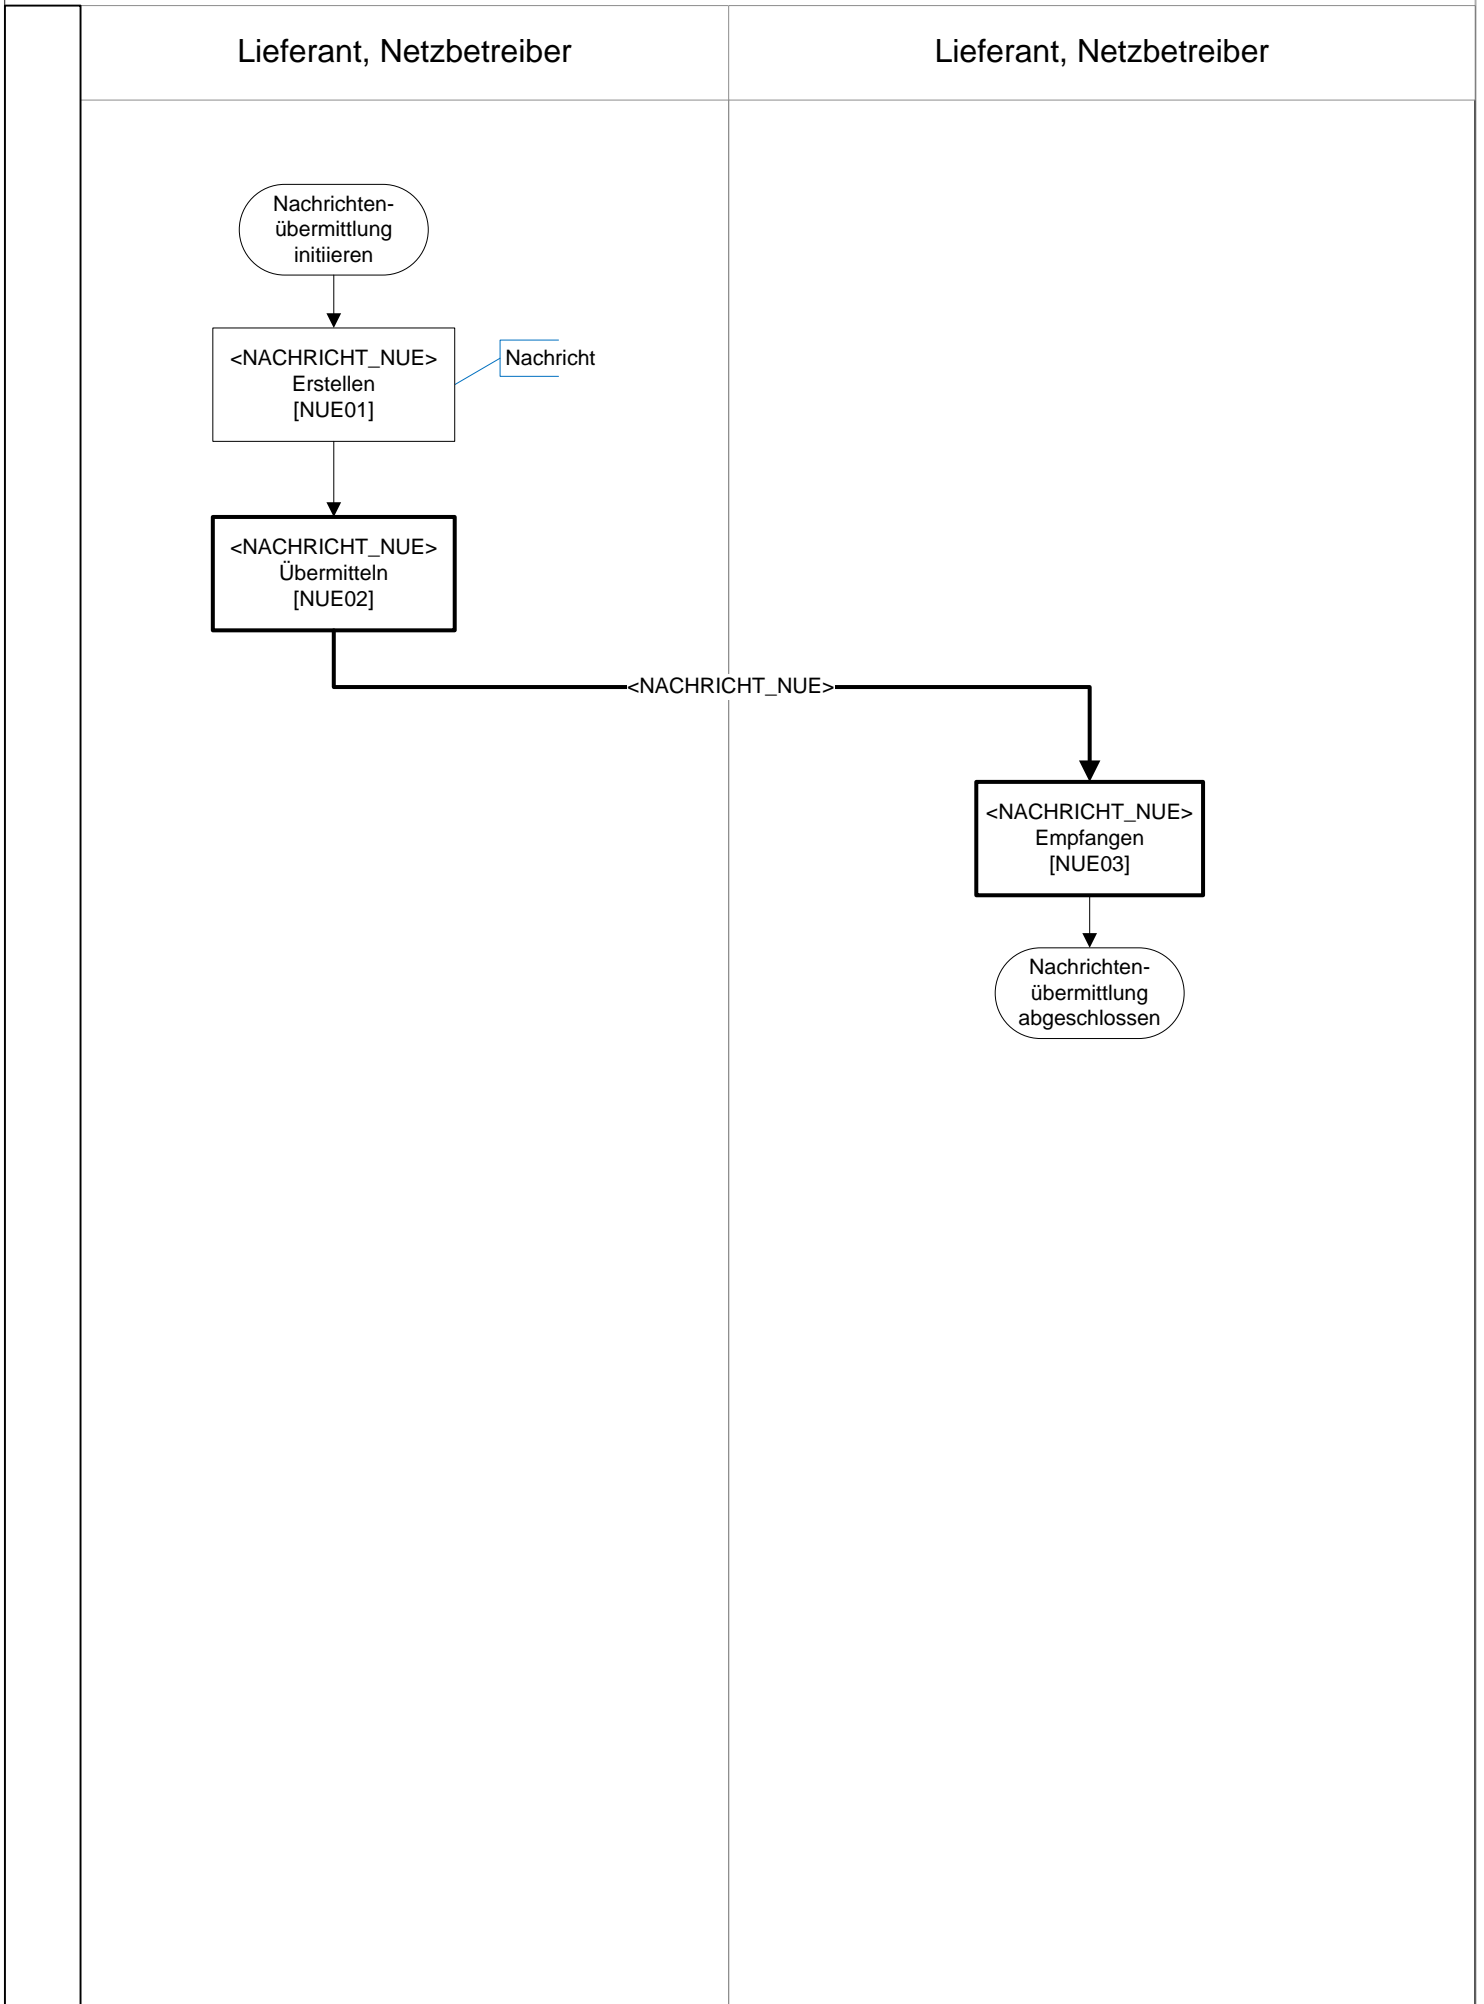 Lieferant, Netzbetreiber
Lieferant, Netzbetreiber
Nachrichten-
übermittlung
initiieren
<NACHRICHT_NUE>
Erstellen
[NUE01]
Nachricht
<NACHRICHT_NUE>
Übermitteln
[NUE02]
<NACHRICHT_NUE>
<NACHRICHT_NUE>
Empfangen
[NUE03]
Nachrichten-
übermittlung
abgeschlossen